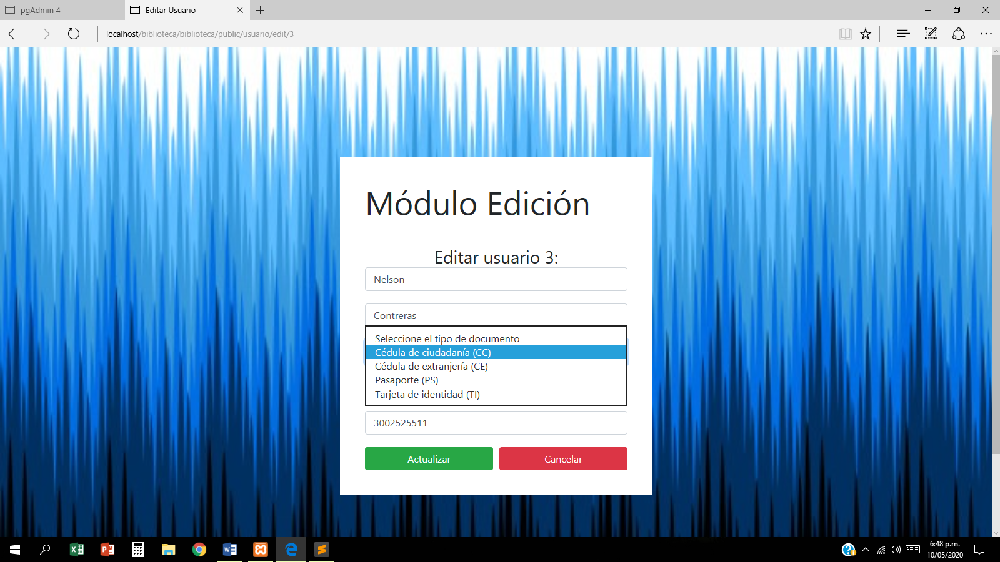 pgAdmin 4
Editar Usuario
localhost/biblioteca/biblioteca/public/usuario/edit/3
Módulo Edición
Editar usuario 3:
Nelson
Contreras
Seleccione el tipo de documento
Cédula de ciudadanía (CC)
Cédula de extranjería (CE)
Pasaporte (PS)
Tarjeta de identidad (TI)
3002525511
Actualizar
Cancelar
6:48 p.m.
10/05/2020